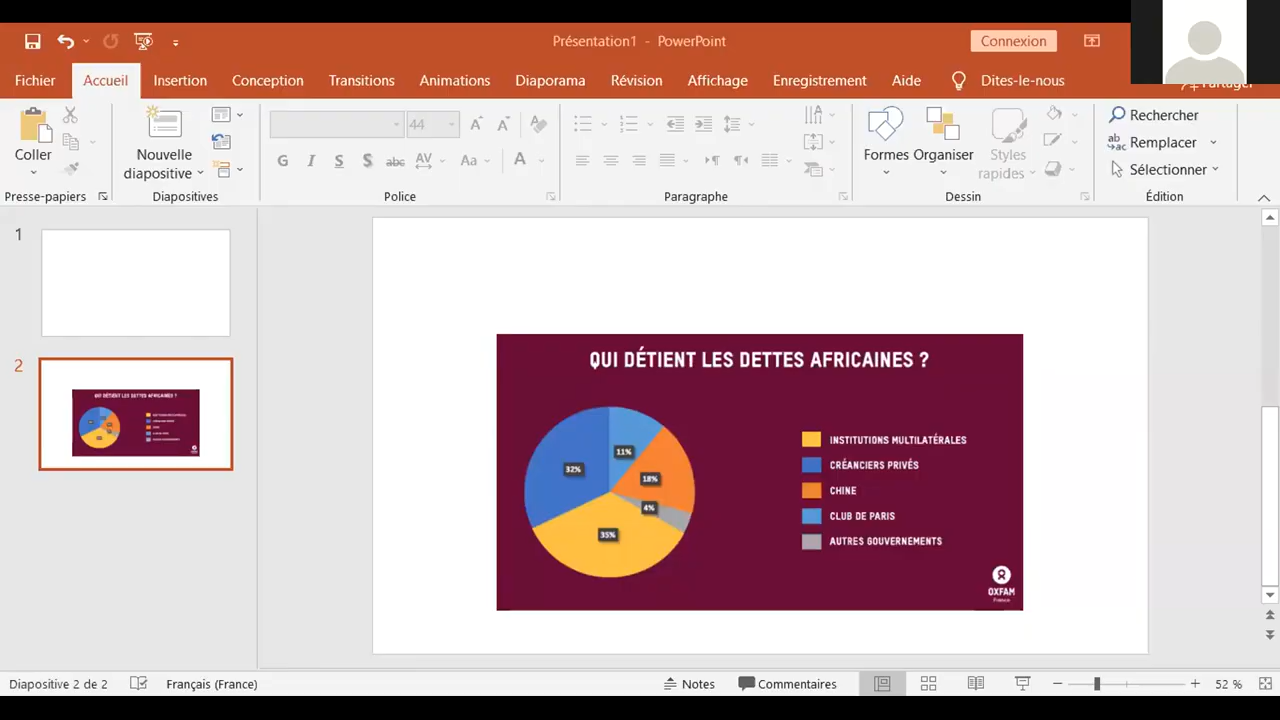 Présentation1 - PowerPoint
Connexion
Fichier Accueil Insertion Conception Transitions Animations Diaporama Révision Affichage Enregistrement Aide Dites-le-nous Partager
44
Coller
Nouvelle
diapositive
G I S S abc AV Aa A
Formes Organiser Styles
rapides
Rechercher
Remplacer
Sélectionner
Presse-papiers Diapositives Police Paragraphe Dessin Édition
1
2
QUI DÉTIENT LES DETTES AFRICAINES ?
11%
32%
18%
4%
35%
INSTITUTIONS MULTILATÉRALES
CRÉANCIERS PRIVÉS
CHINE
CLUB DE PARIS
AUTRES GOUVERNEMENTS
OXFAM
France
Diapositive 2 de 2 Français (France) Notes Commentaires 52 %